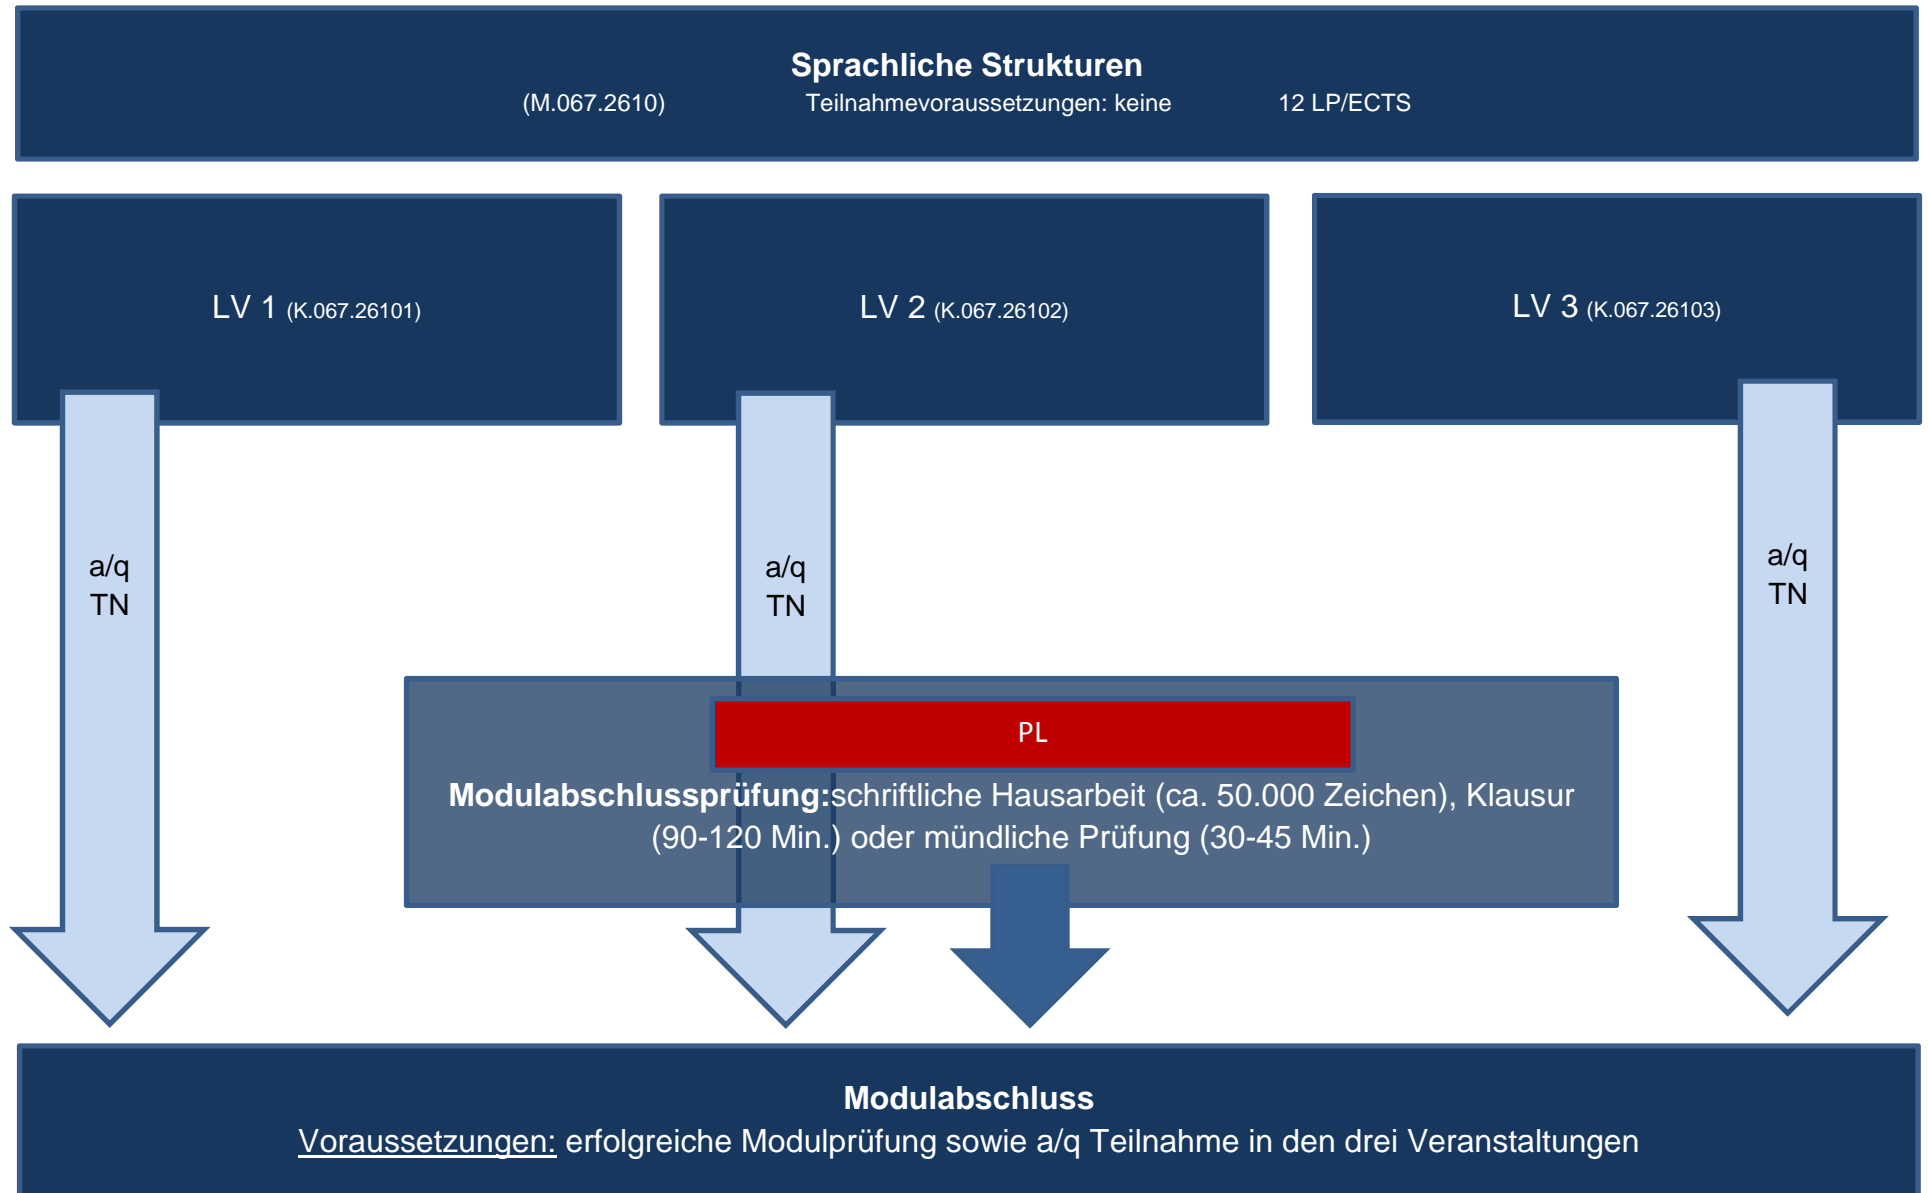 Sprachliche Strukturen
(M.067.2610) Teilnahmevoraussetzungen: keine 12 LP/ECTS
LV 1 (K.067.26101)
LV 2 (K.067.26102)
LV 3 (K.067.26103)
a/q
TN
a/q
TN
a/q
TN
PL
Modulabschlussprüfung:schriftliche Hausarbeit (ca. 50.000 Zeichen), Klausur
(90-120 Min.) oder mündliche Prüfung (30-45 Min.)
Modulabschluss
Voraussetzungen: erfolgreiche Modulprüfung sowie a/q Teilnahme in den drei Veranstaltungen